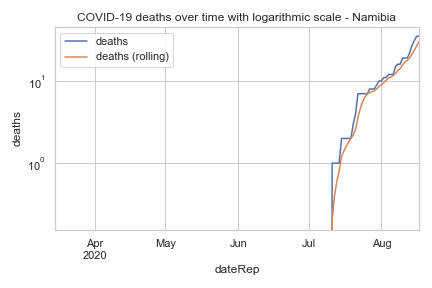 COVID-19 deaths over time with logarithmic scale - Namibia
deaths
deaths (rolling)
10¹
10⁰
deaths
Apr
2020
May
Jun
Jul
Aug
dateRep